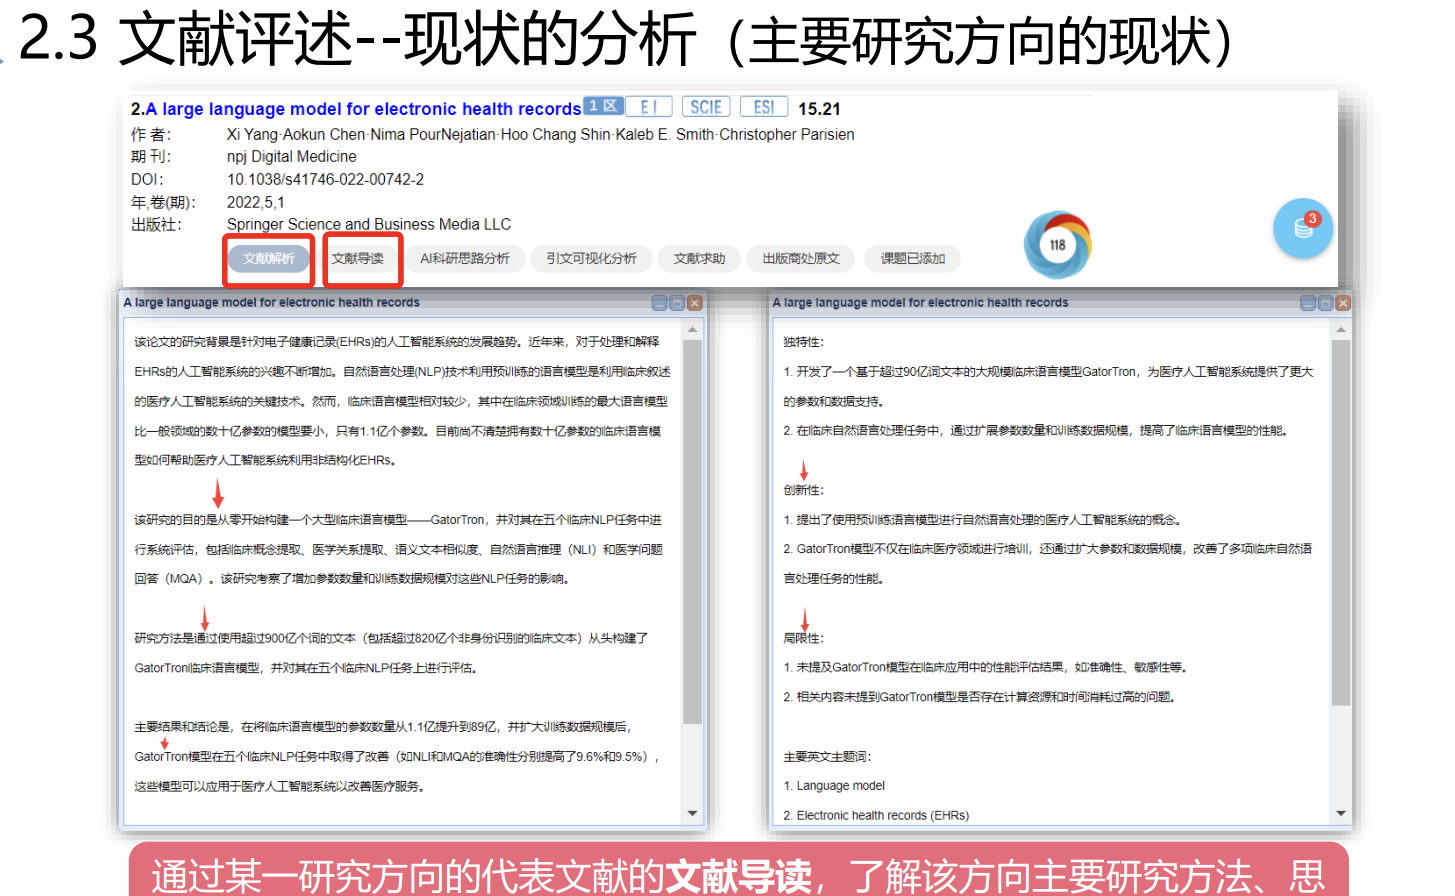 2.3 文献评述--现状的分析（主要研究方向的现状）
2.A large language model for electronic health records 1 区 E I SCIE ESI 15.21
作 者： Xi Yang·Aokun Chen·Nima PourNejatian·Hoo Chang Shin·Kaleb E. Smith·Christopher Parisien
期 刊： npj Digital Medicine
DOI： 10.1038/s41746-022-00742-2
年,卷(期)： 2022,5,1
出版社： Springer Science and Business Media LLC
文献解析 文献导读 AI科研思路分析 引文可视化分析 文献求助 出版商处原文 课题已添加
118
3
A large language model for electronic health records
该论文的研究背景是针对电子健康记录(EHRs)的人工智能系统的发展趋势。近年来，对于处理和解释
EHRs的人工智能系统的兴趣不断增加。自然语言处理(NLP)技术利用预训练的语言模型是利用临床叙述
的医疗人工智能系统的关键技术。然而，临床语言模型相对较少，其中在临床领域训练的最大语言模型
比一般领域的数十亿参数的模型要小，只有1.1亿个参数。目前尚不清楚拥有数十亿参数的临床语言模
型如何帮助医疗人工智能系统利用非结构化EHRs。
该研究的目的是从零开始构建一个大型临床语言模型——GatorTron，并对其在五个临床NLP任务中进
行系统评估，包括临床概念提取、医学关系提取、语义文本相似度、自然语言推理（NLI）和医学问题
回答（MQA）。该研究考察了增加参数数量和训练数据规模对这些NLP任务的影响。
研究方法是通过使用超过900亿个词的文本（包括超过820亿个非身份识别的临床文本）从头构建了
GatorTron临床语言模型，并对其在五个临床NLP任务上进行评估。
主要结果和结论是，在将临床语言模型的参数数量从1.1亿提升到89亿，并扩大训练数据规模后，
GatorTron模型在五个临床NLP任务中取得了改善（如NLI和MQA的准确性分别提高了9.6%和9.5%），
这些模型可以应用于医疗人工智能系统以改善医疗服务。
A large language model for electronic health records
独特性：
1. 开发了一个基于超过90亿词文本的大规模临床语言模型GatorTron，为医疗人工智能系统提供了更大
的参数和数据支持。
2. 在临床自然语言处理任务中，通过扩展参数数量和训练数据规模，提高了临床语言模型的性能。
创新性：
1. 提出了使用预训练语言模型进行自然语言处理的医疗人工智能系统的概念。
2. GatorTron模型不仅在临床医疗领域进行培训，还通过扩大参数和数据规模，改善了多项临床自然语
言处理任务的性能。
局限性：
1. 未提及GatorTron模型在临床应用中的性能评估结果，如准确性、敏感性等。
2. 相关内容未提到GatorTron模型是否存在计算资源和时间消耗过高的问题。
主要英文主题词：
1. Language model
2. Electronic health records (EHRs)
通过某一研究方向的代表文献的文献导读，了解该方向主要研究方法、思